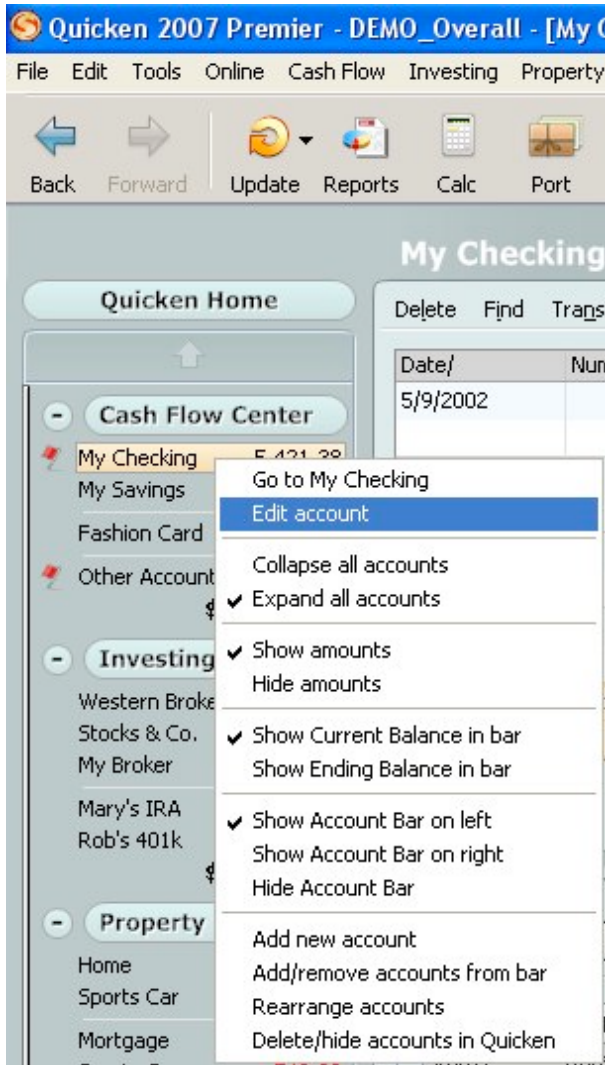 Quicken 2007 Premier - DEMO_Overall - [My
File Edit Tools Online Cash Flow Investing Property
Back Forward Update Reports Calc Port
My Checking
Quicken Home
Delete Find Trans
Date/ Num
5/9/2002
Cash Flow Center
My Checking 5,421.38
My Savings
Fashion Card
Other Account
$
Go to My Checking
Edit account
Collapse all accounts
Expand all accounts
Show amounts
Hide amounts
Show Current Balance in bar
Show Ending Balance in bar
Show Account Bar on left
Show Account Bar on right
Hide Account Bar
Add new account
Add/remove accounts from bar
Rearrange accounts
Delete/hide accounts in Quicken
Investing
Western Broke
Stocks & Co.
My Broker
Mary's IRA
Rob's 401k
$
Property
Home
Sports Car
Mortgage